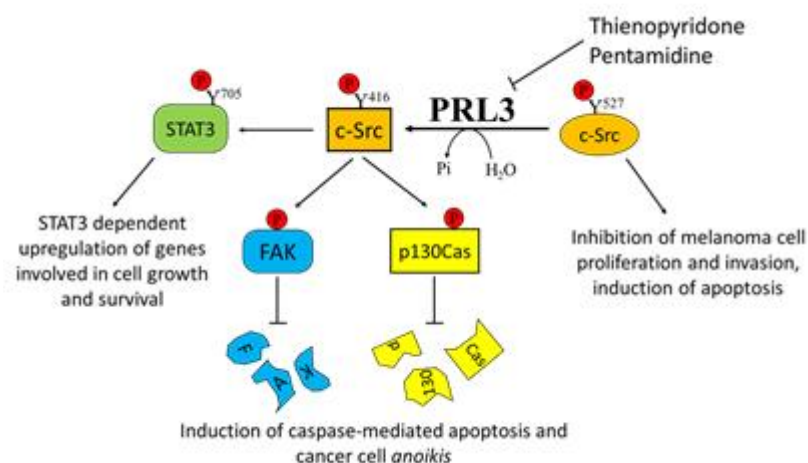 Thienopyridone
Pentamidine
P
Y705
STAT3
P
Y416
c-Src
PRL3
Pi
H2O
P
Y527
c-Src
STAT3 dependent
upregulation of genes
involved in cell growth
and survival
P
FAK
P
p130Cas
Inhibition of melanoma cell
proliferation and invasion,
induction of apoptosis
F
A
K
P
130
Cas
Induction of caspase-mediated apoptosis and
cancer cell anoikis